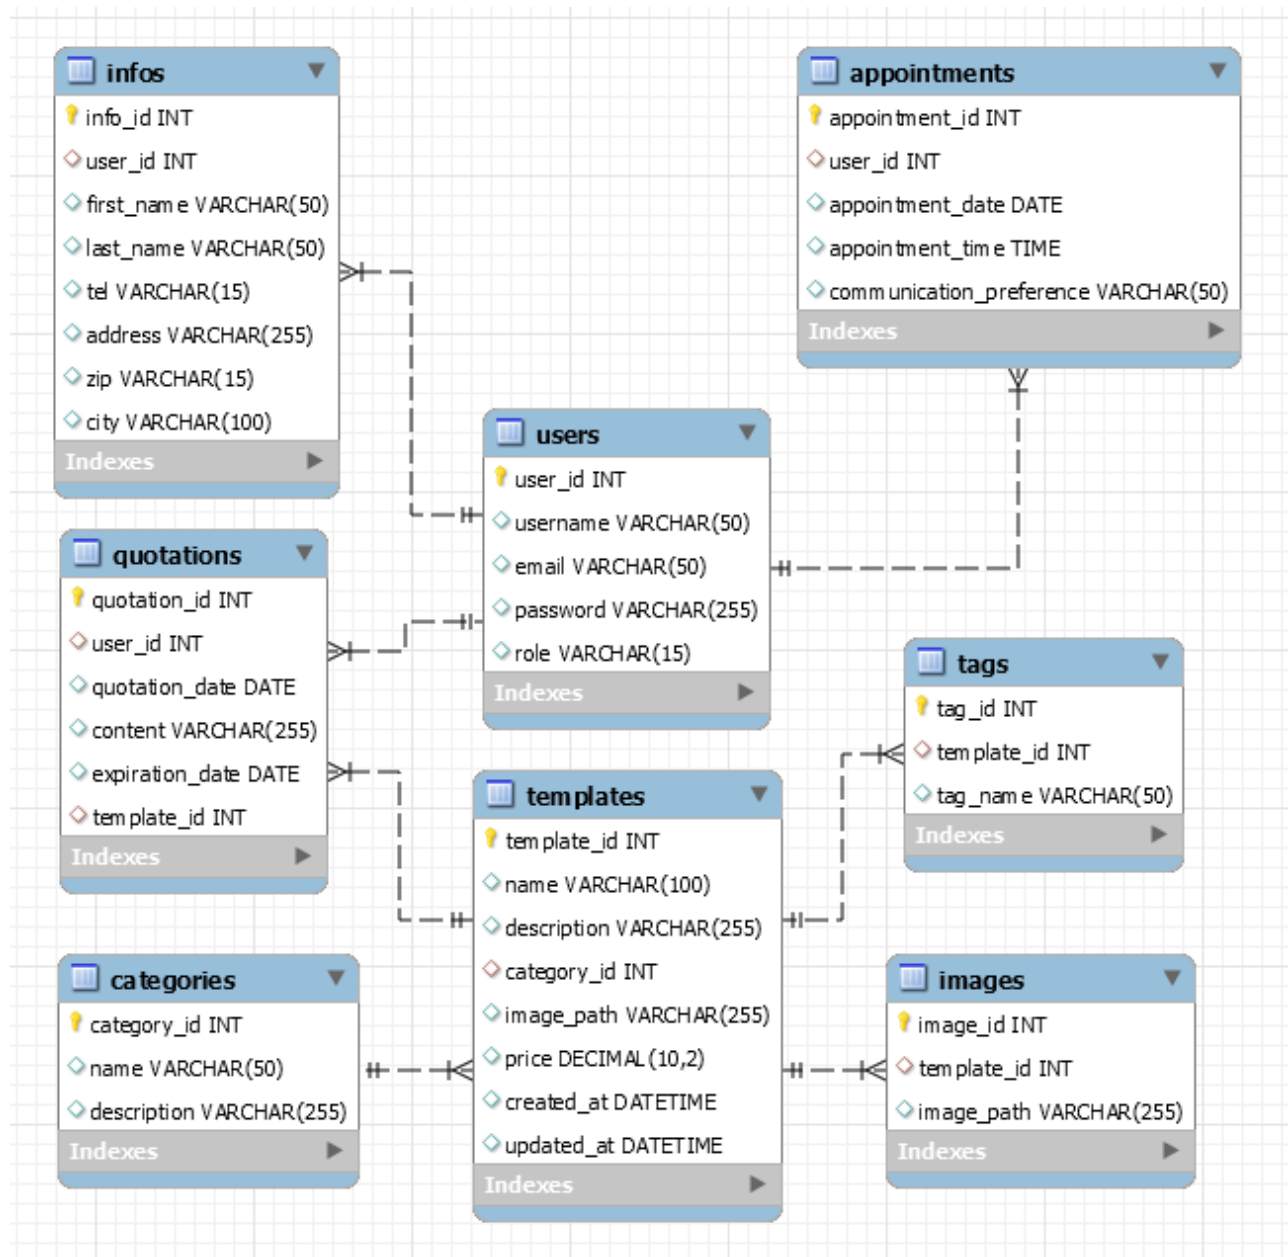 infos
info_id INT
user_id INT
first_name VARCHAR(50)
last_name VARCHAR(50)
tel VARCHAR(15)
address VARCHAR(255)
zip VARCHAR(15)
city VARCHAR(100)
Indexes
appointments
appointment_id INT
user_id INT
appointment_date DATE
appointment_time TIME
communication_preference VARCHAR(50)
Indexes
users
user_id INT
username VARCHAR(50)
email VARCHAR(50)
password VARCHAR(255)
role VARCHAR(15)
Indexes
quotations
quotation_id INT
user_id INT
quotation_date DATE
content VARCHAR(255)
expiration_date DATE
template_id INT
Indexes
tags
tag_id INT
template_id INT
tag_name VARCHAR(50)
Indexes
templates
template_id INT
name VARCHAR(100)
description VARCHAR(255)
category_id INT
image_path VARCHAR(255)
price DECIMAL(10,2)
created_at DATETIME
updated_at DATETIME
Indexes
categories
category_id INT
name VARCHAR(50)
description VARCHAR(255)
Indexes
images
image_id INT
template_id INT
image_path VARCHAR(255)
Indexes